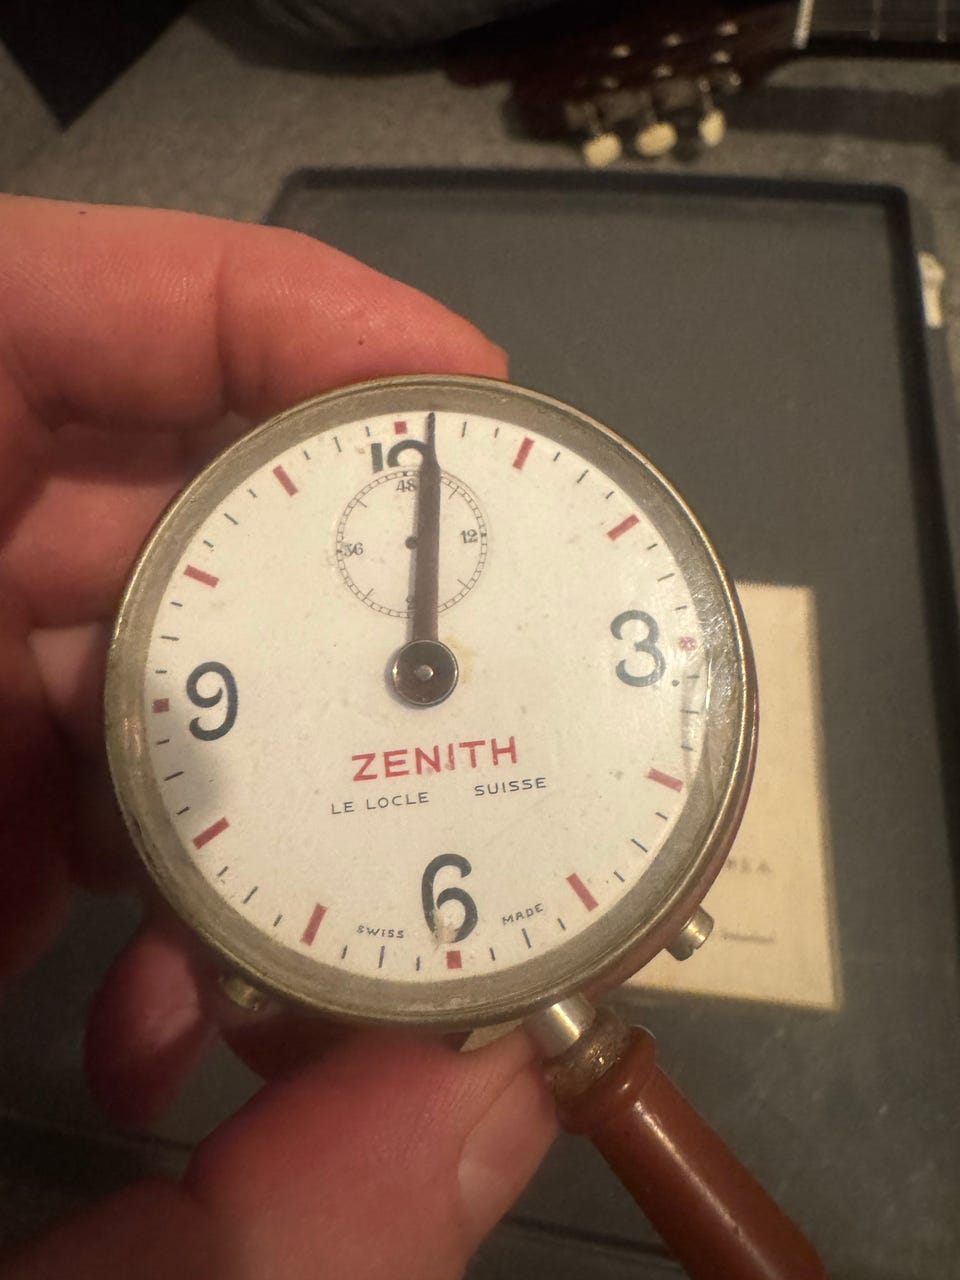 12
48
36 12
9 3
ZENITH
LE LOCLE SUISSE
6
SWISS MADE